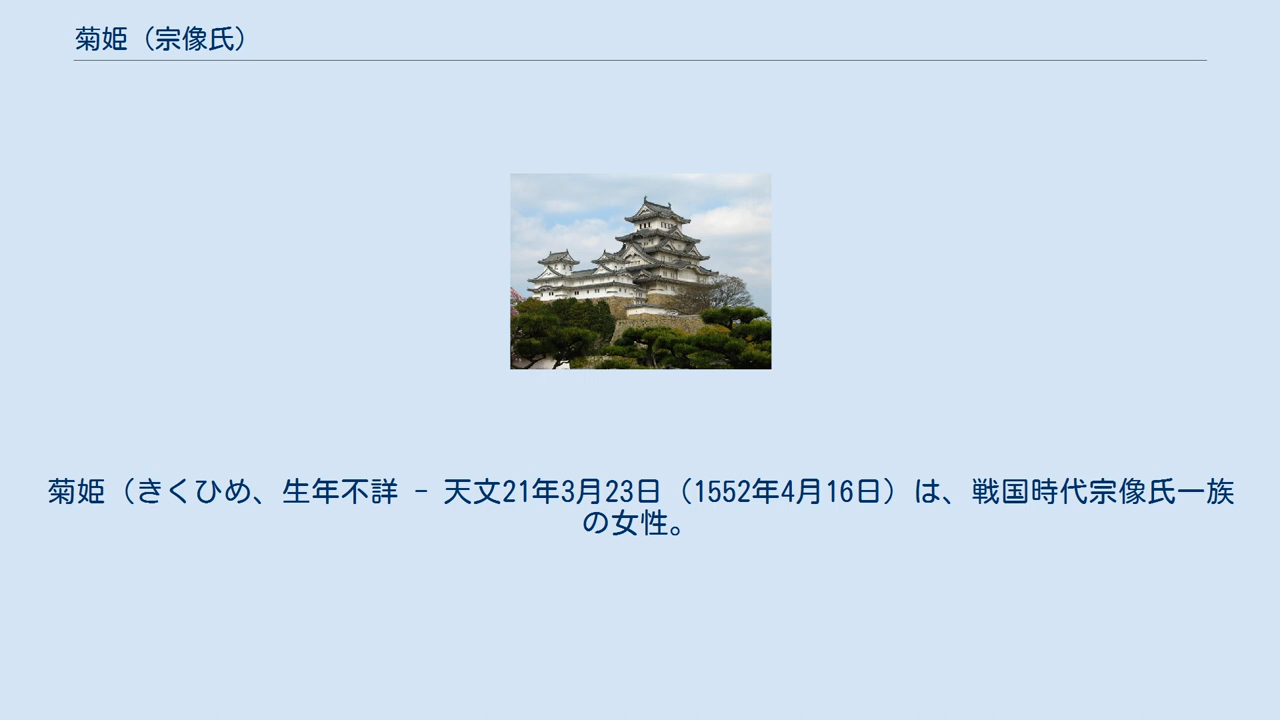 菊姫（宗像氏）
菊姫（きくひめ、生年不詳 - 天文21年3月23日（1552年4月16日）は、戦国時代宗像氏一族
の女性。